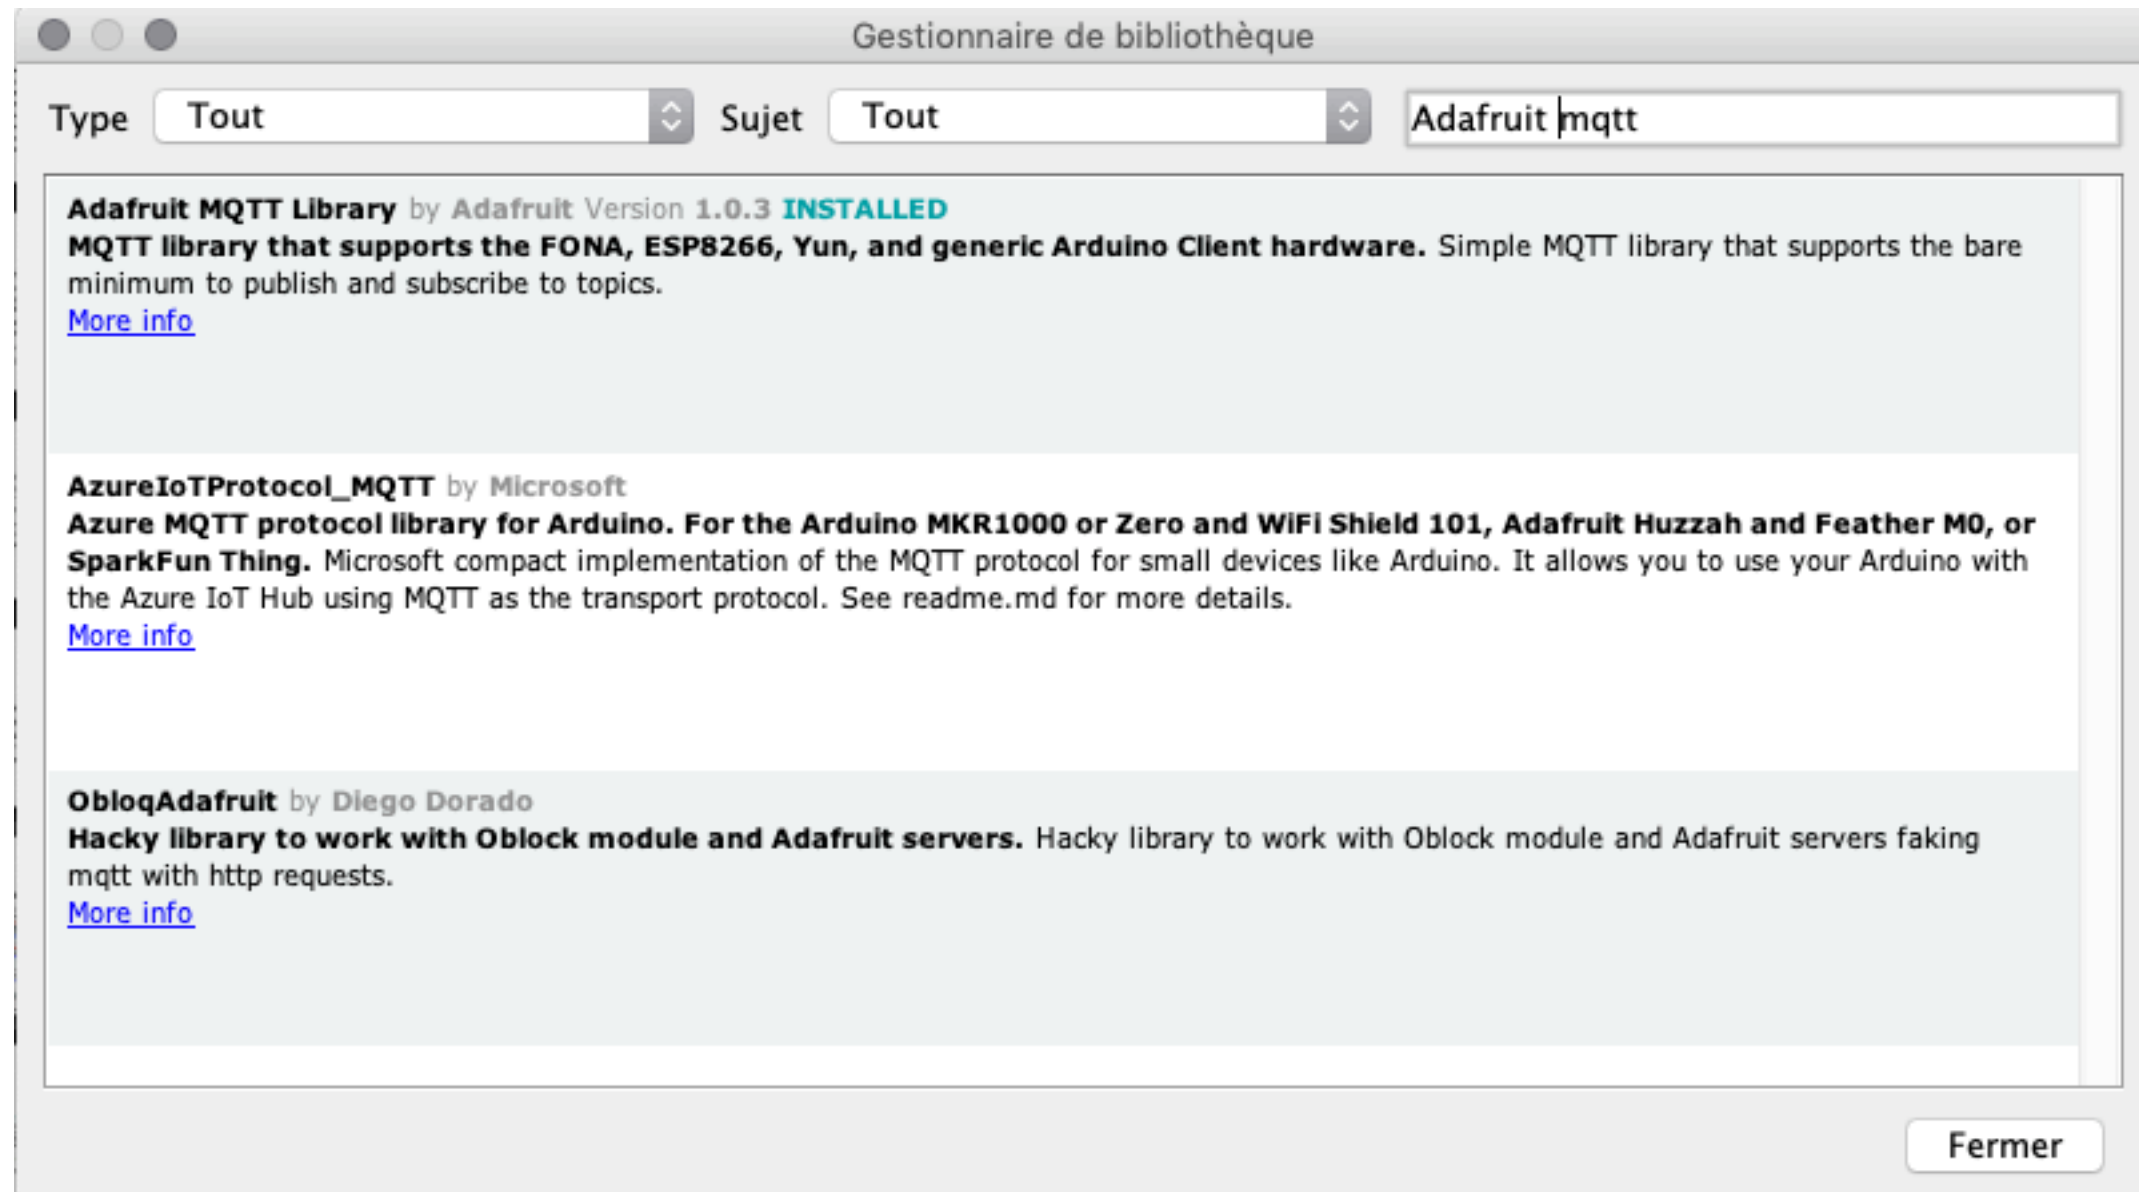 Gestionnaire de bibliothèque
Type Tout Sujet Tout Adafruit mqtt
Adafruit MQTT Library by Adafruit Version 1.0.3 INSTALLED
MQTT library that supports the FONA, ESP8266, Yun, and generic Arduino Client hardware. Simple MQTT library that supports the bare
minimum to publish and subscribe to topics.
More info
AzureIoTProtocol_MQTT by Microsoft
Azure MQTT protocol library for Arduino. For the Arduino MKR1000 or Zero and WiFi Shield 101, Adafruit Huzzah and Feather M0, or
SparkFun Thing. Microsoft compact implementation of the MQTT protocol for small devices like Arduino. It allows you to use your Arduino with
the Azure IoT Hub using MQTT as the transport protocol. See readme.md for more details.
More info
ObloqAdafruit by Diego Dorado
Hacky library to work with Oblock module and Adafruit servers. Hacky library to work with Oblock module and Adafruit servers faking
mqtt with http requests.
More info
Fermer